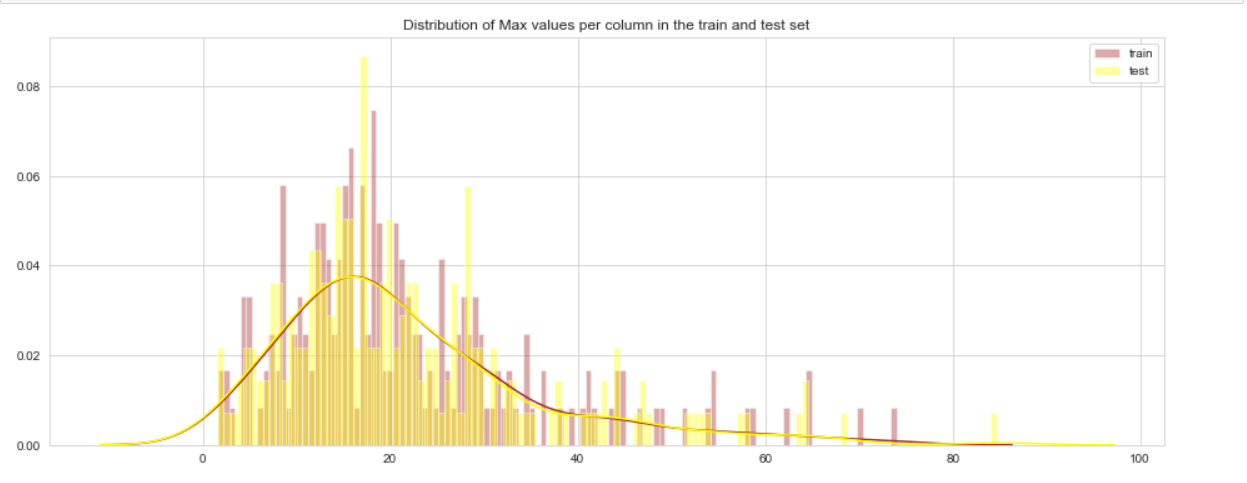 Distribution of Max values per column in the train and test set
train
test
0.08
0.06
0.04
0.02
0.00
0 20 40 60 80 100